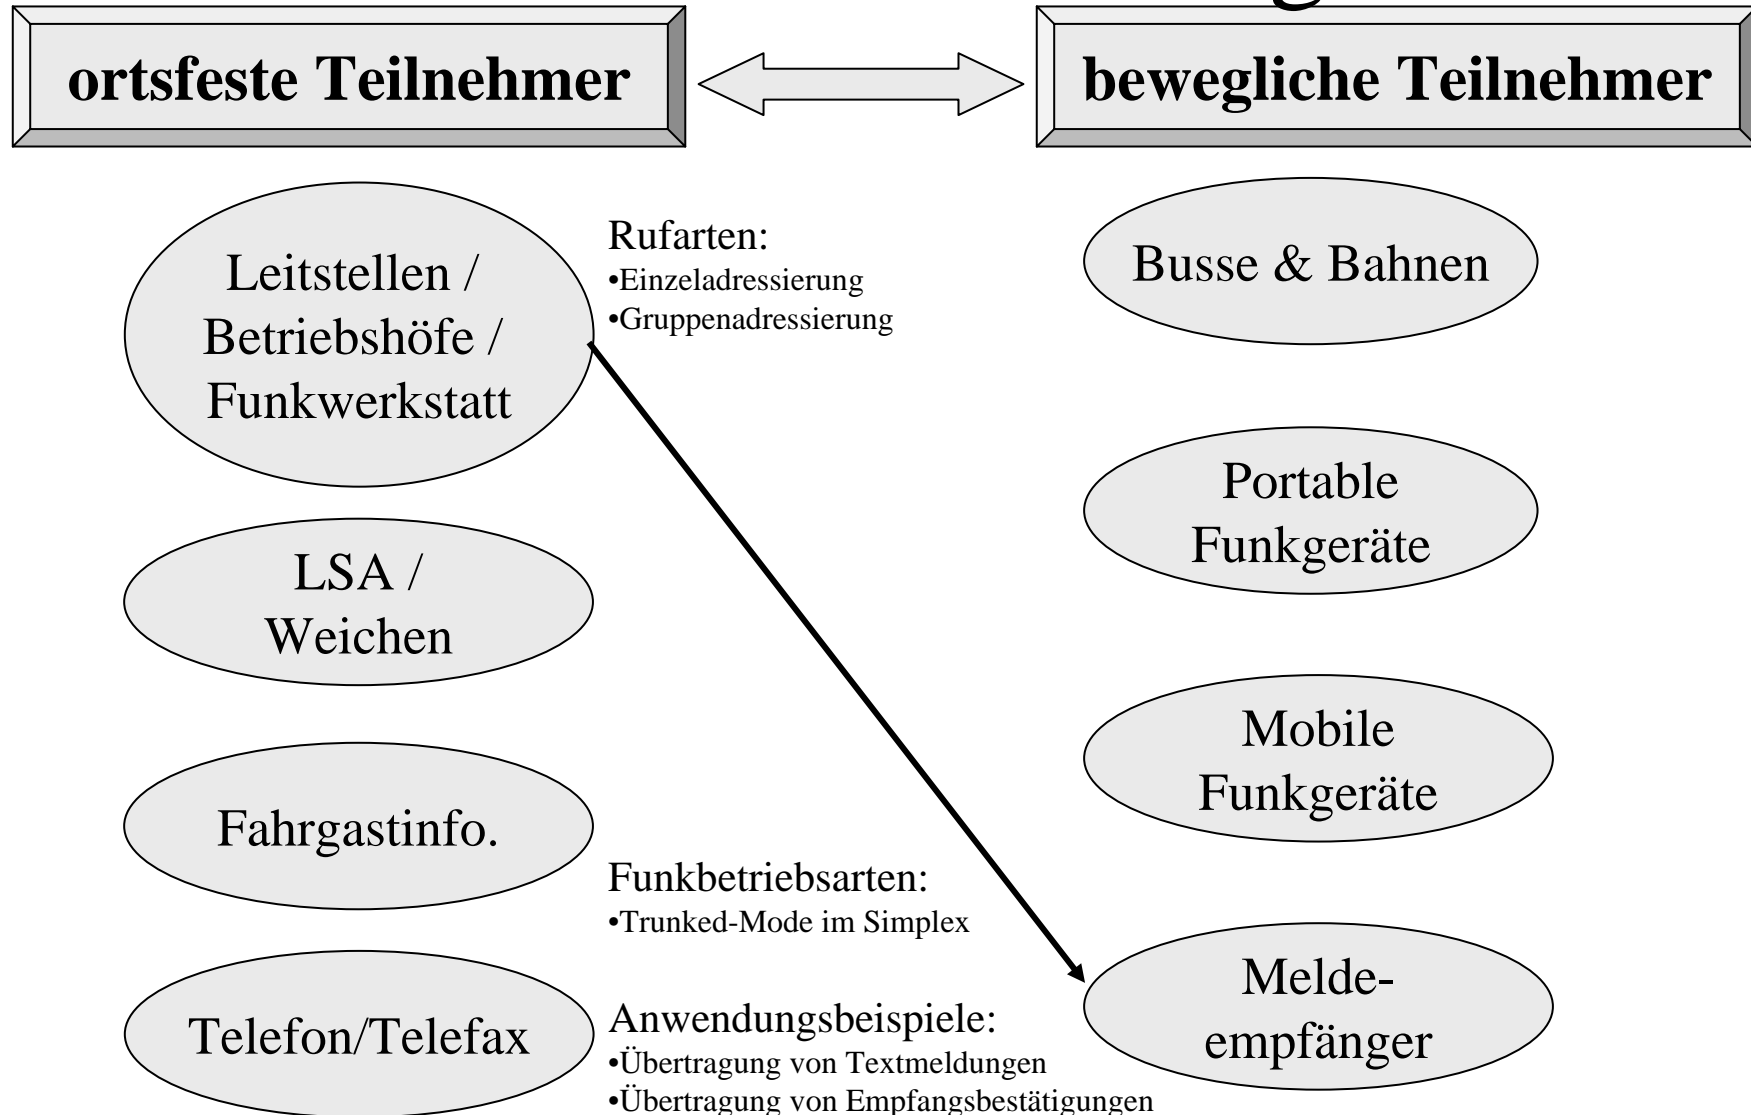 ortsfeste Teilnehmer
bewegliche Teilnehmer
Leitstellen /
Betriebshöfe /
Funkwerkstatt
LSA /
Weichen
Fahrgastinfo.
Telefon/Telefax
Rufarten:
•Einzeladressierung
•Gruppenadressierung
Funkbetriebsarten:
•Trunked-Mode im Simplex
Anwendungsbeispiele:
•Übertragung von Textmeldungen
•Übertragung von Empfangsbestätigungen
Busse & Bahnen
Portable
Funkgeräte
Mobile
Funkgeräte
Melde-
empfänger